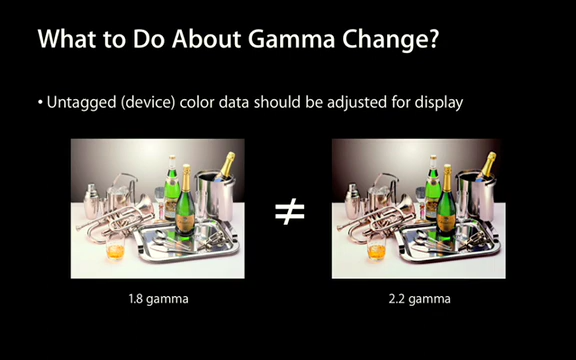 What to Do About Gamma Change?
• Untagged (device) color data should be adjusted for display
≠
1.8 gamma
2.2 gamma